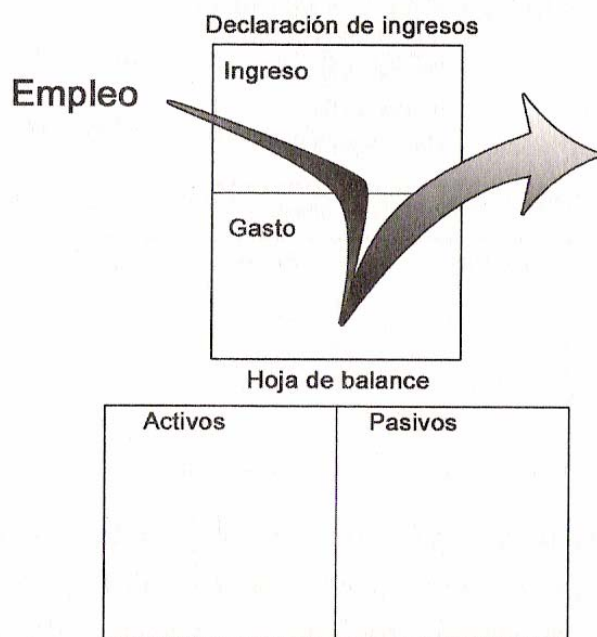 Declaración de ingresos
Ingreso
Empleo
Gasto
Hoja de balance
Activos
Pasivos